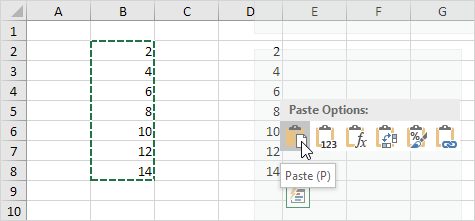 A B C D E F G
1
2 2 2
3 4 4
4 6 6
5 8 8
Paste Options:
6 10 10
123 fx %
7 12 12
Paste (P)
8 14 14
9
10